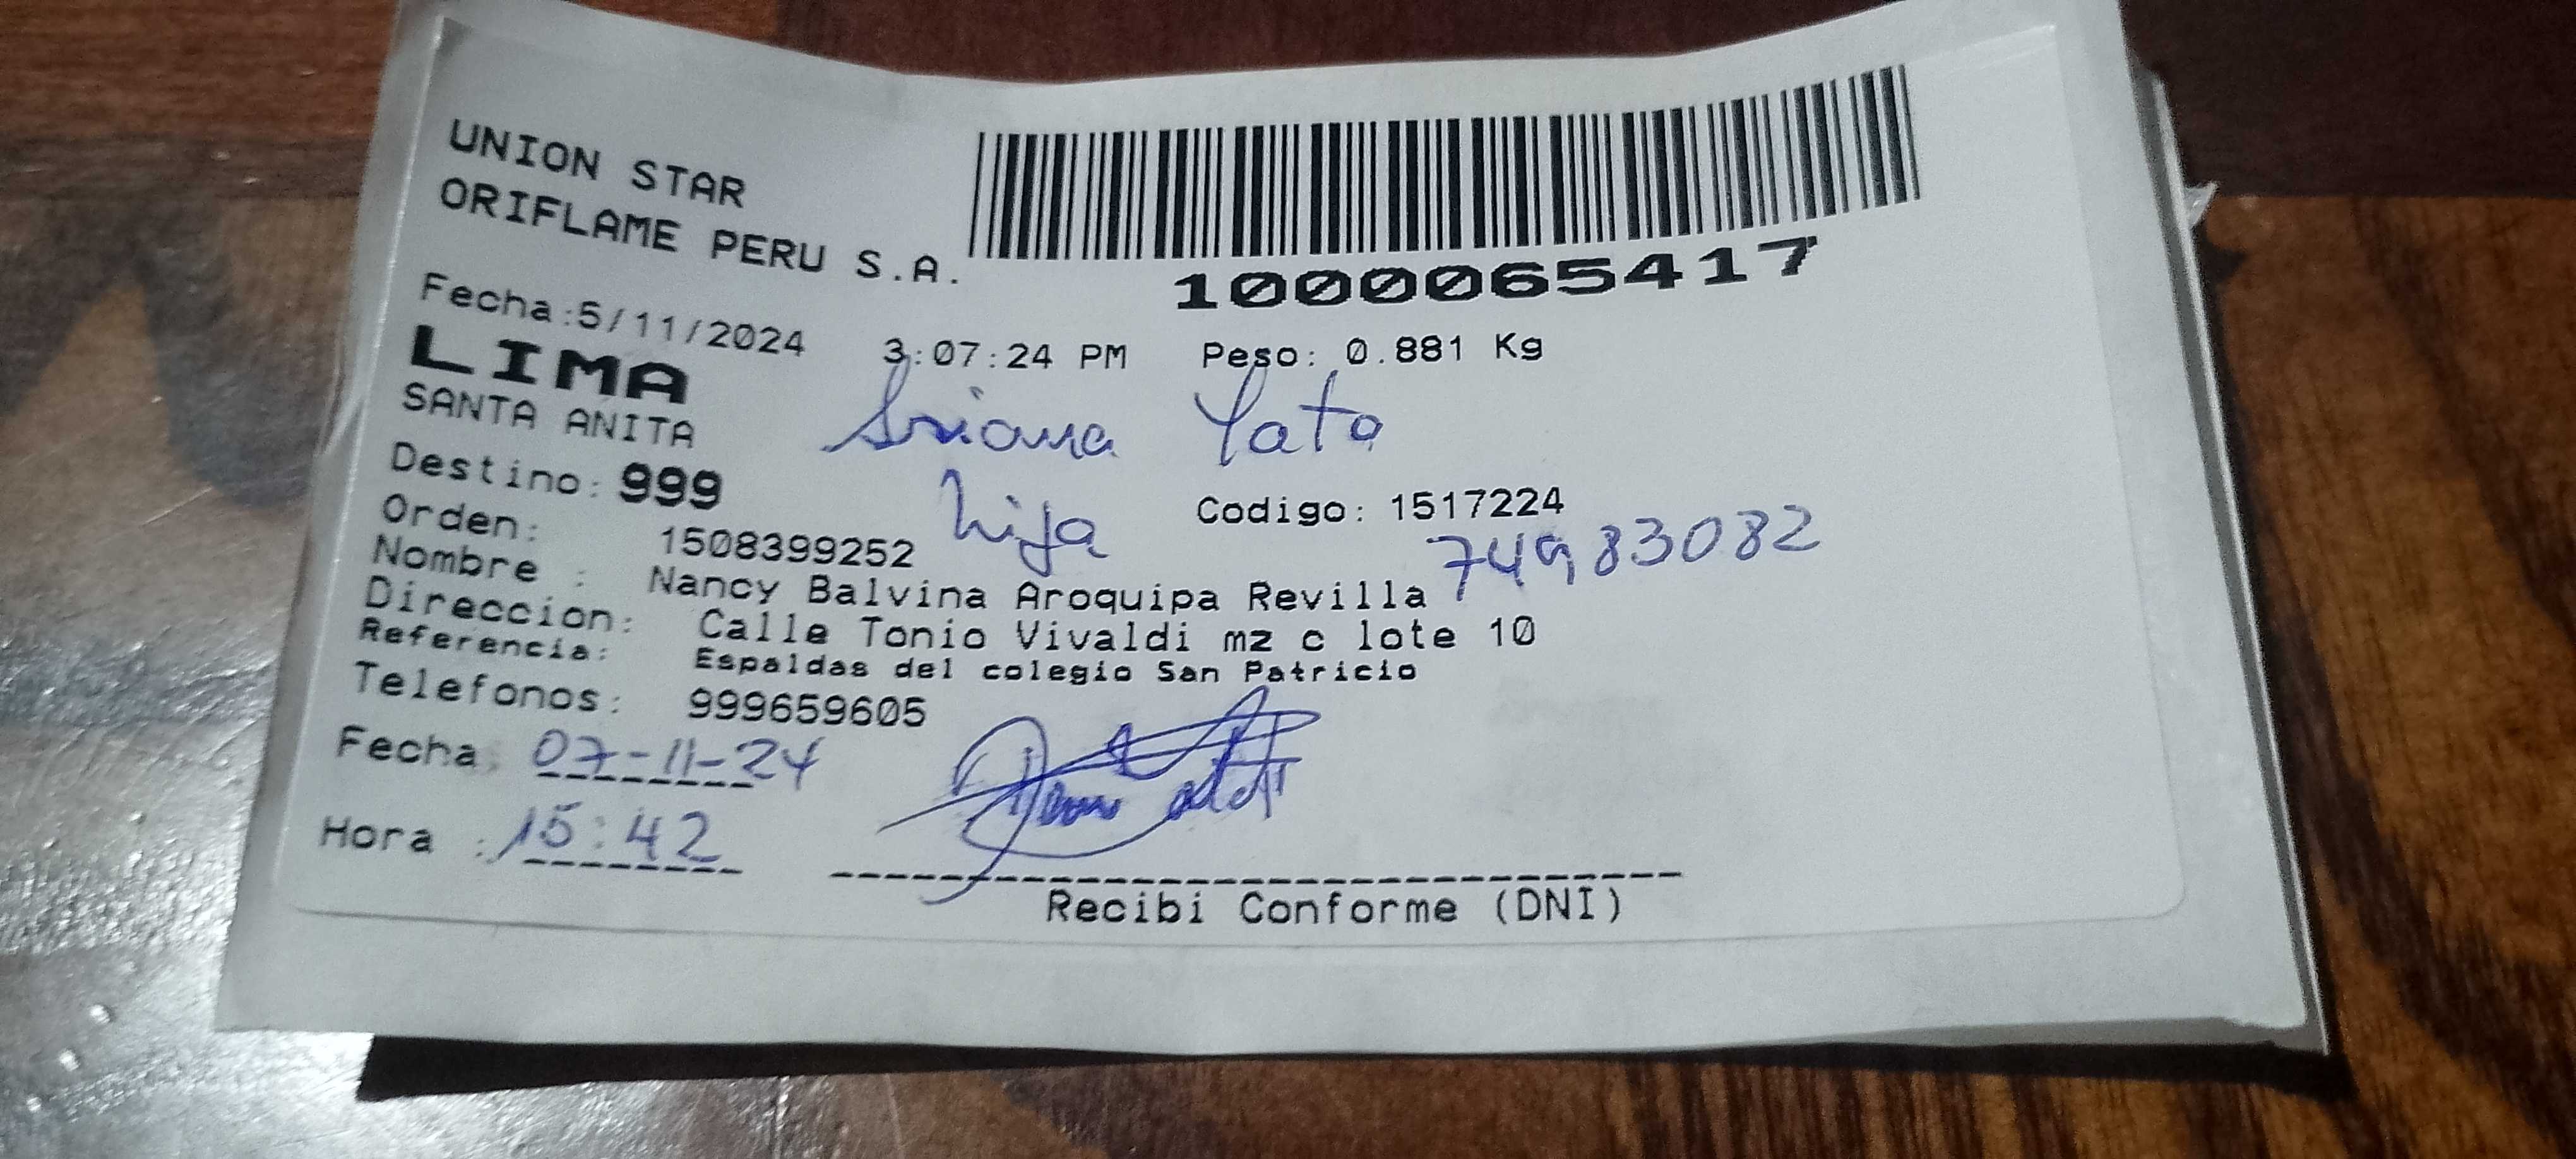 UNION STAR
ORIFLAME PERU S.A.
1000065417
Fecha:5/11/2024 3:07:24 PM Peso: 0.881 Kg
LIMA
SANTA ANITA
Ariana Yato
Destino: 999
hija
Codigo: 1517224
Orden: 1508399252
74983082
Nombre : Nancy Balvina Aroquipa Revilla
Direccion: Calle Tonio Vivaldi mz c lote 10
Referencia: Espaldas del colegio San Patricio
Telefonos: 999659605
Fecha: 07-11-24
Hora : 15:42
Recibi Conforme (DNI)